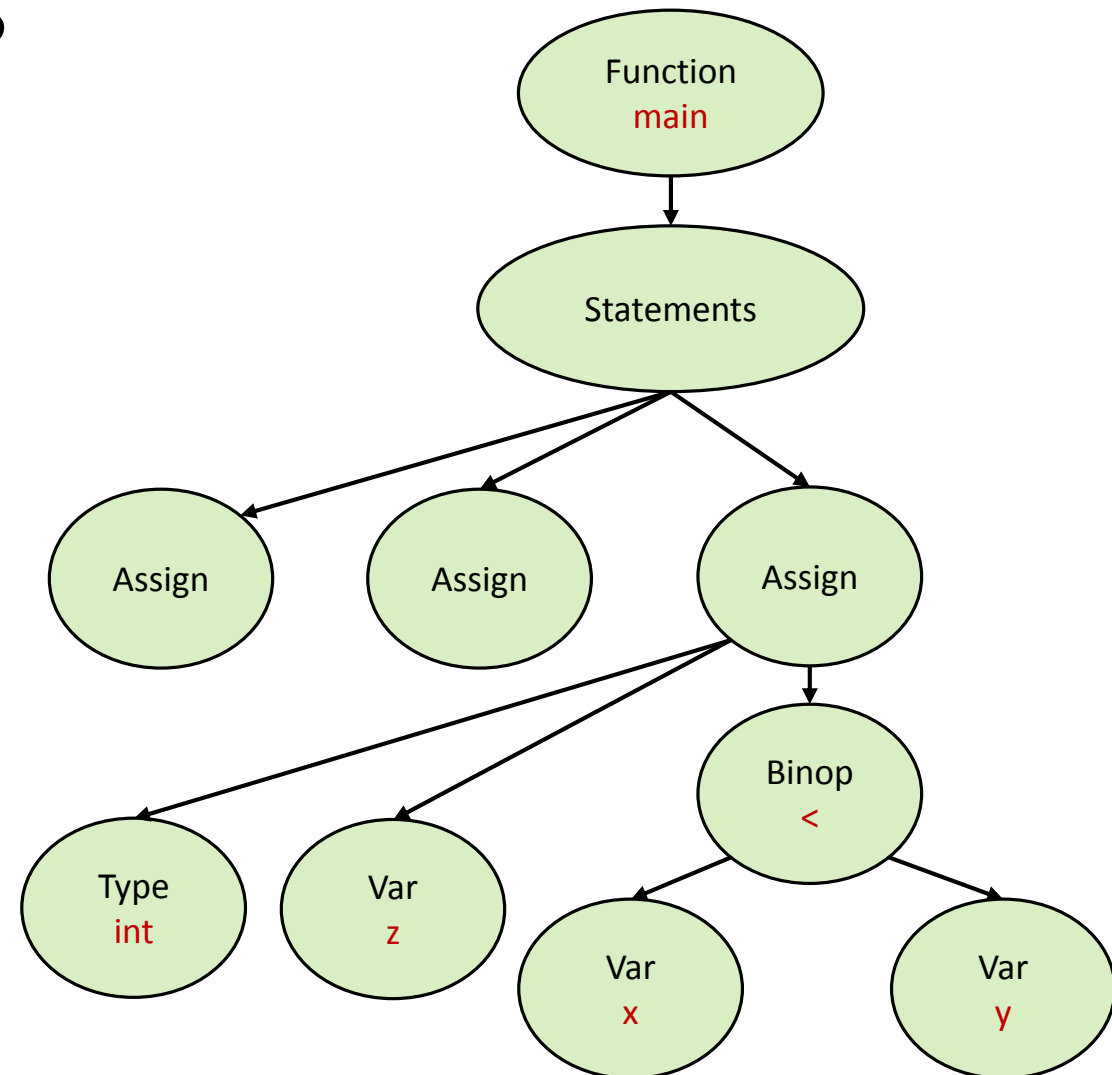 Function
main
Statements
Assign
Assign
Assign
Binop
<
Type
int
Var
z
Var
x
Var
y